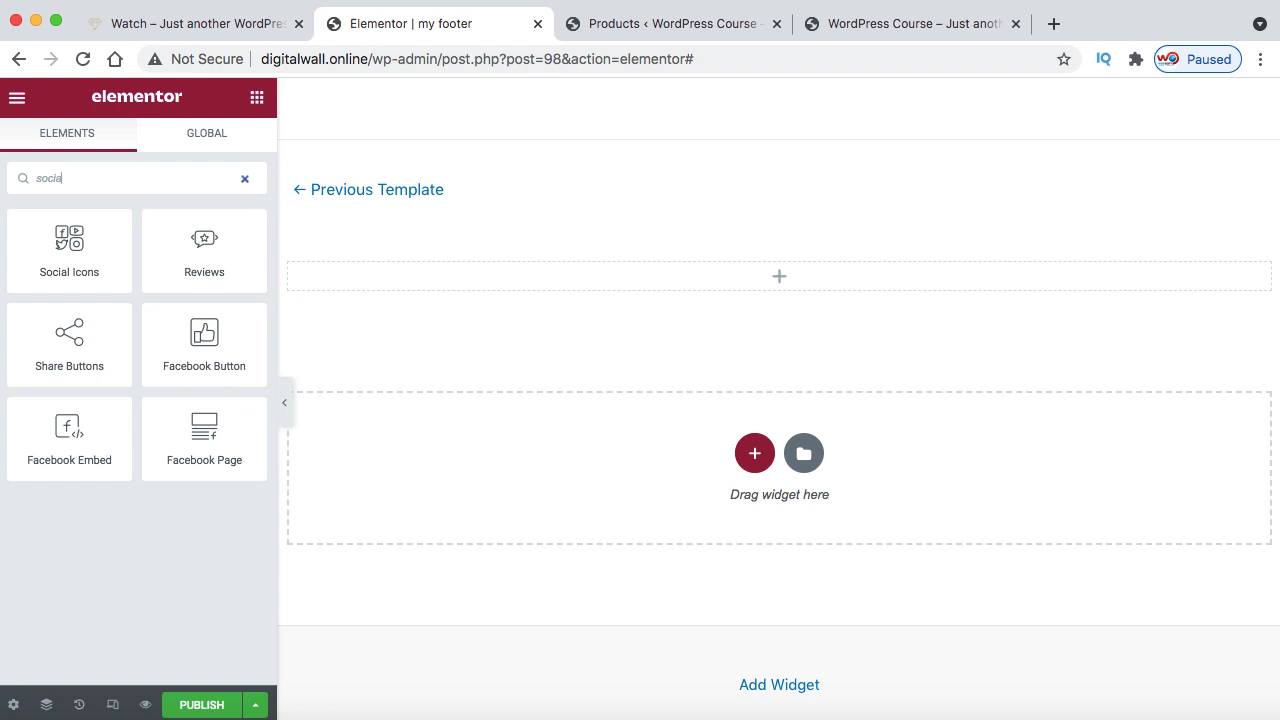 Watch – Just another WordPres
Elementor | my footer
Products ‹ WordPress Course –
WordPress Course – Just anoth
Not Secure
digitalwall.online/wp-admin/post.php?post=98&action=elementor#
IQ
Paused
elementor
ELEMENTS
GLOBAL
socia
← Previous Template
Social Icons
Reviews
Share Buttons
Facebook Button
Facebook Embed
Facebook Page
Drag widget here
Add Widget
PUBLISH